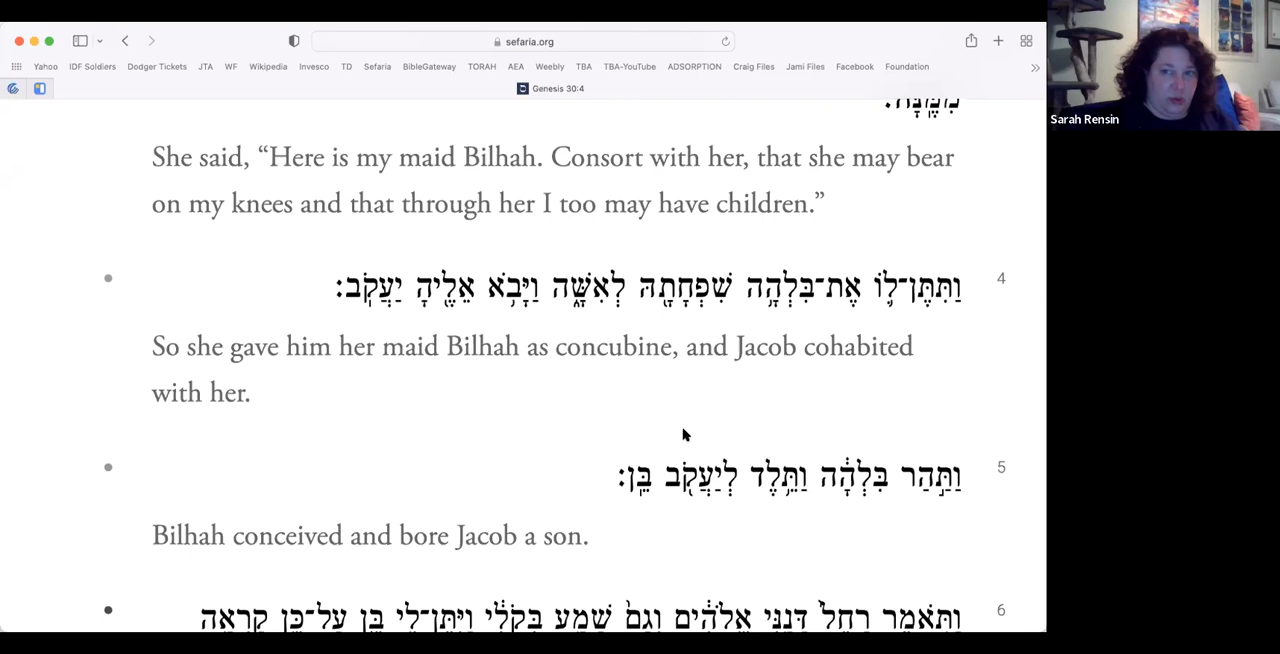 sefaria.org
Yahoo IDF Soldiers Dodger Tickets JTA WF Wikipedia Invesco TD Sefaria BibleGateway TORAH AEA Weebly TBA TBA-YouTube ADSORPTION Craig Files Jami Files Facebook Foundation
Genesis 30:4
She said, “Here is my maid Bilhah. Consort with her, that she may bear
on my knees and that through her I too may have children.”
4 וַתִּתֶּן־ל֛וֹ אֶת־בִּלְהָ֥ה שִׁפְחָתָ֖הּ לְאִשָּׁ֑ה וַיָּבֹ֥א אֵלֶ֖יהָ יַעֲקֹֽב׃
So she gave him her maid Bilhah as concubine, and Jacob cohabited
with her.
5 וַתַּ֣הַר בִּלְהָ֔ה וַתֵּ֥לֶד לְיַעֲקֹ֖ב בֵּֽן׃
Bilhah conceived and bore Jacob a son.
6 וַתֹּ֤אמֶר רָחֵל֙ דָּנַ֣נִּי אֱלֹהִ֔ים וְגַם֙ שָׁמַ֣ע בְּקֹלִ֔י וַיִּתֶּן־לִ֖י בֵּ֑ן עַל־כֵּ֛ן קָרְאָ֥ה
Sarah Rensin